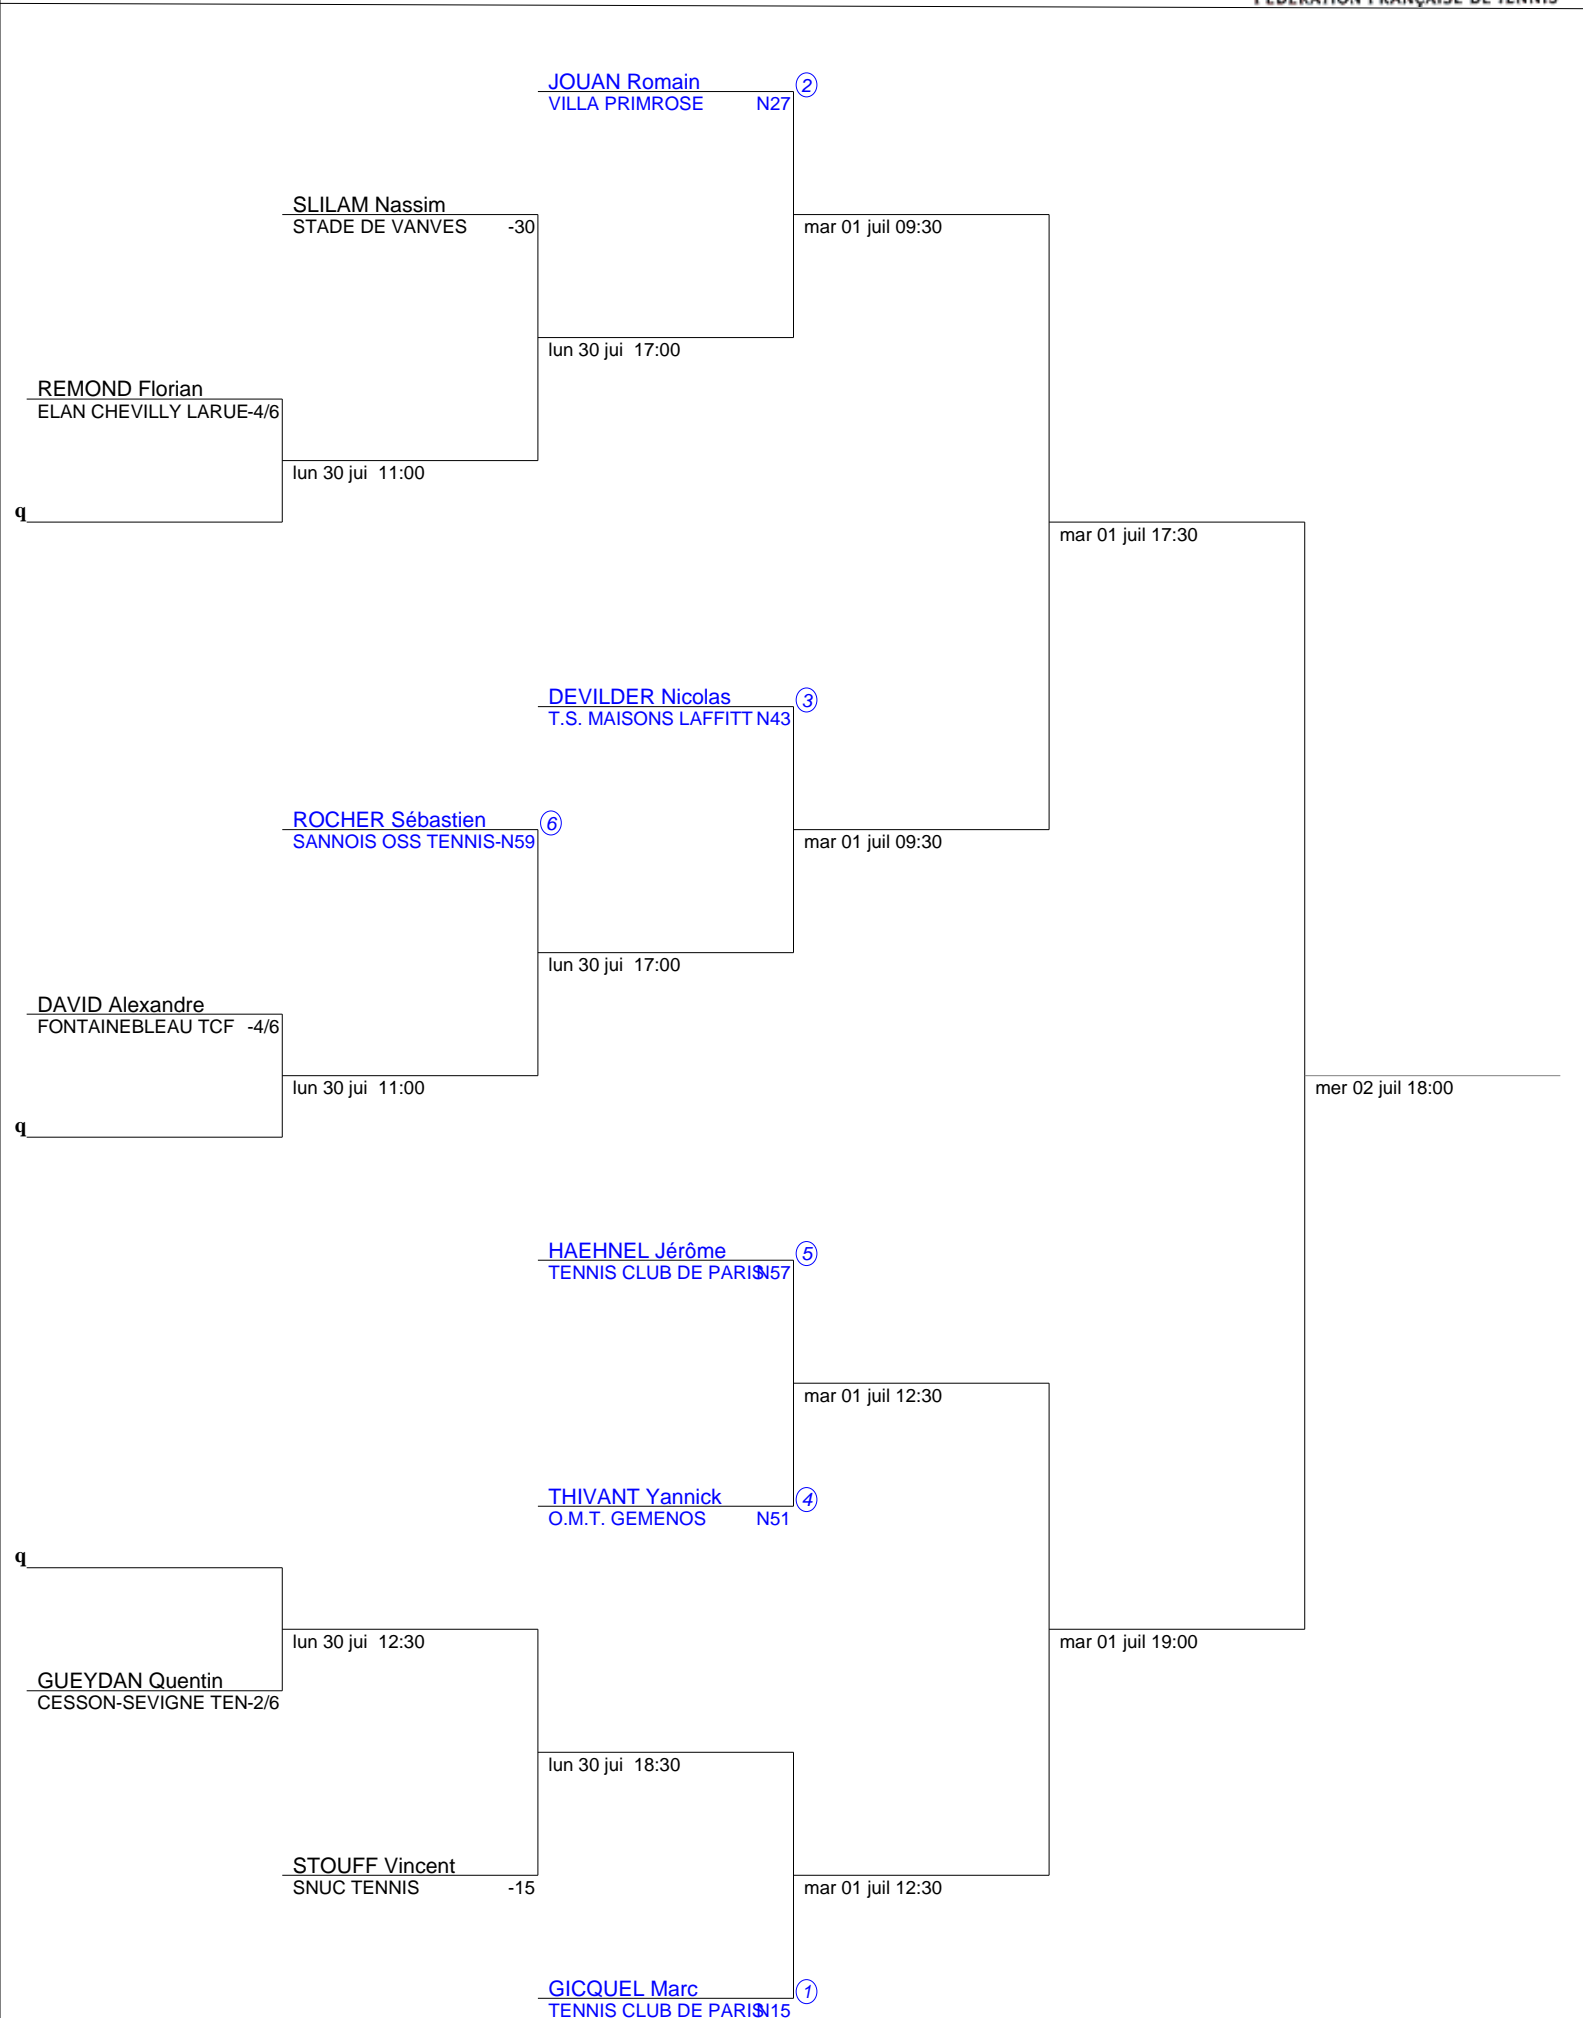 FEDERATION FRANÇAISE DE TENNIS
JOUAN Romain 2
VILLA PRIMROSE N27
SLILAM Nassim
STADE DE VANVES -30
mar 01 juil 09:30
lun 30 jui 17:00
REMOND Florian
ELAN CHEVILLY LARUE-4/6
lun 30 jui 11:00
q
mar 01 juil 17:30
DEVILDER Nicolas 3
T.S. MAISONS LAFFITT N43
ROCHER Sébastien 6
SANNOIS OSS TENNIS-N59
mar 01 juil 09:30
lun 30 jui 17:00
DAVID Alexandre
FONTAINEBLEAU TCF -4/6
lun 30 jui 11:00
mer 02 juil 18:00
q
HAEHNEL Jérôme 5
TENNIS CLUB DE PARIS N57
mar 01 juil 12:30
THIVANT Yannick 4
O.M.T. GEMENOS N51
q
lun 30 jui 12:30
mar 01 juil 19:00
GUEYDAN Quentin
CESSON-SEVIGNE TEN-2/6
lun 30 jui 18:30
STOUFF Vincent
SNUC TENNIS -15
mar 01 juil 12:30
GICQUEL Marc 1
TENNIS CLUB DE PARIS N15